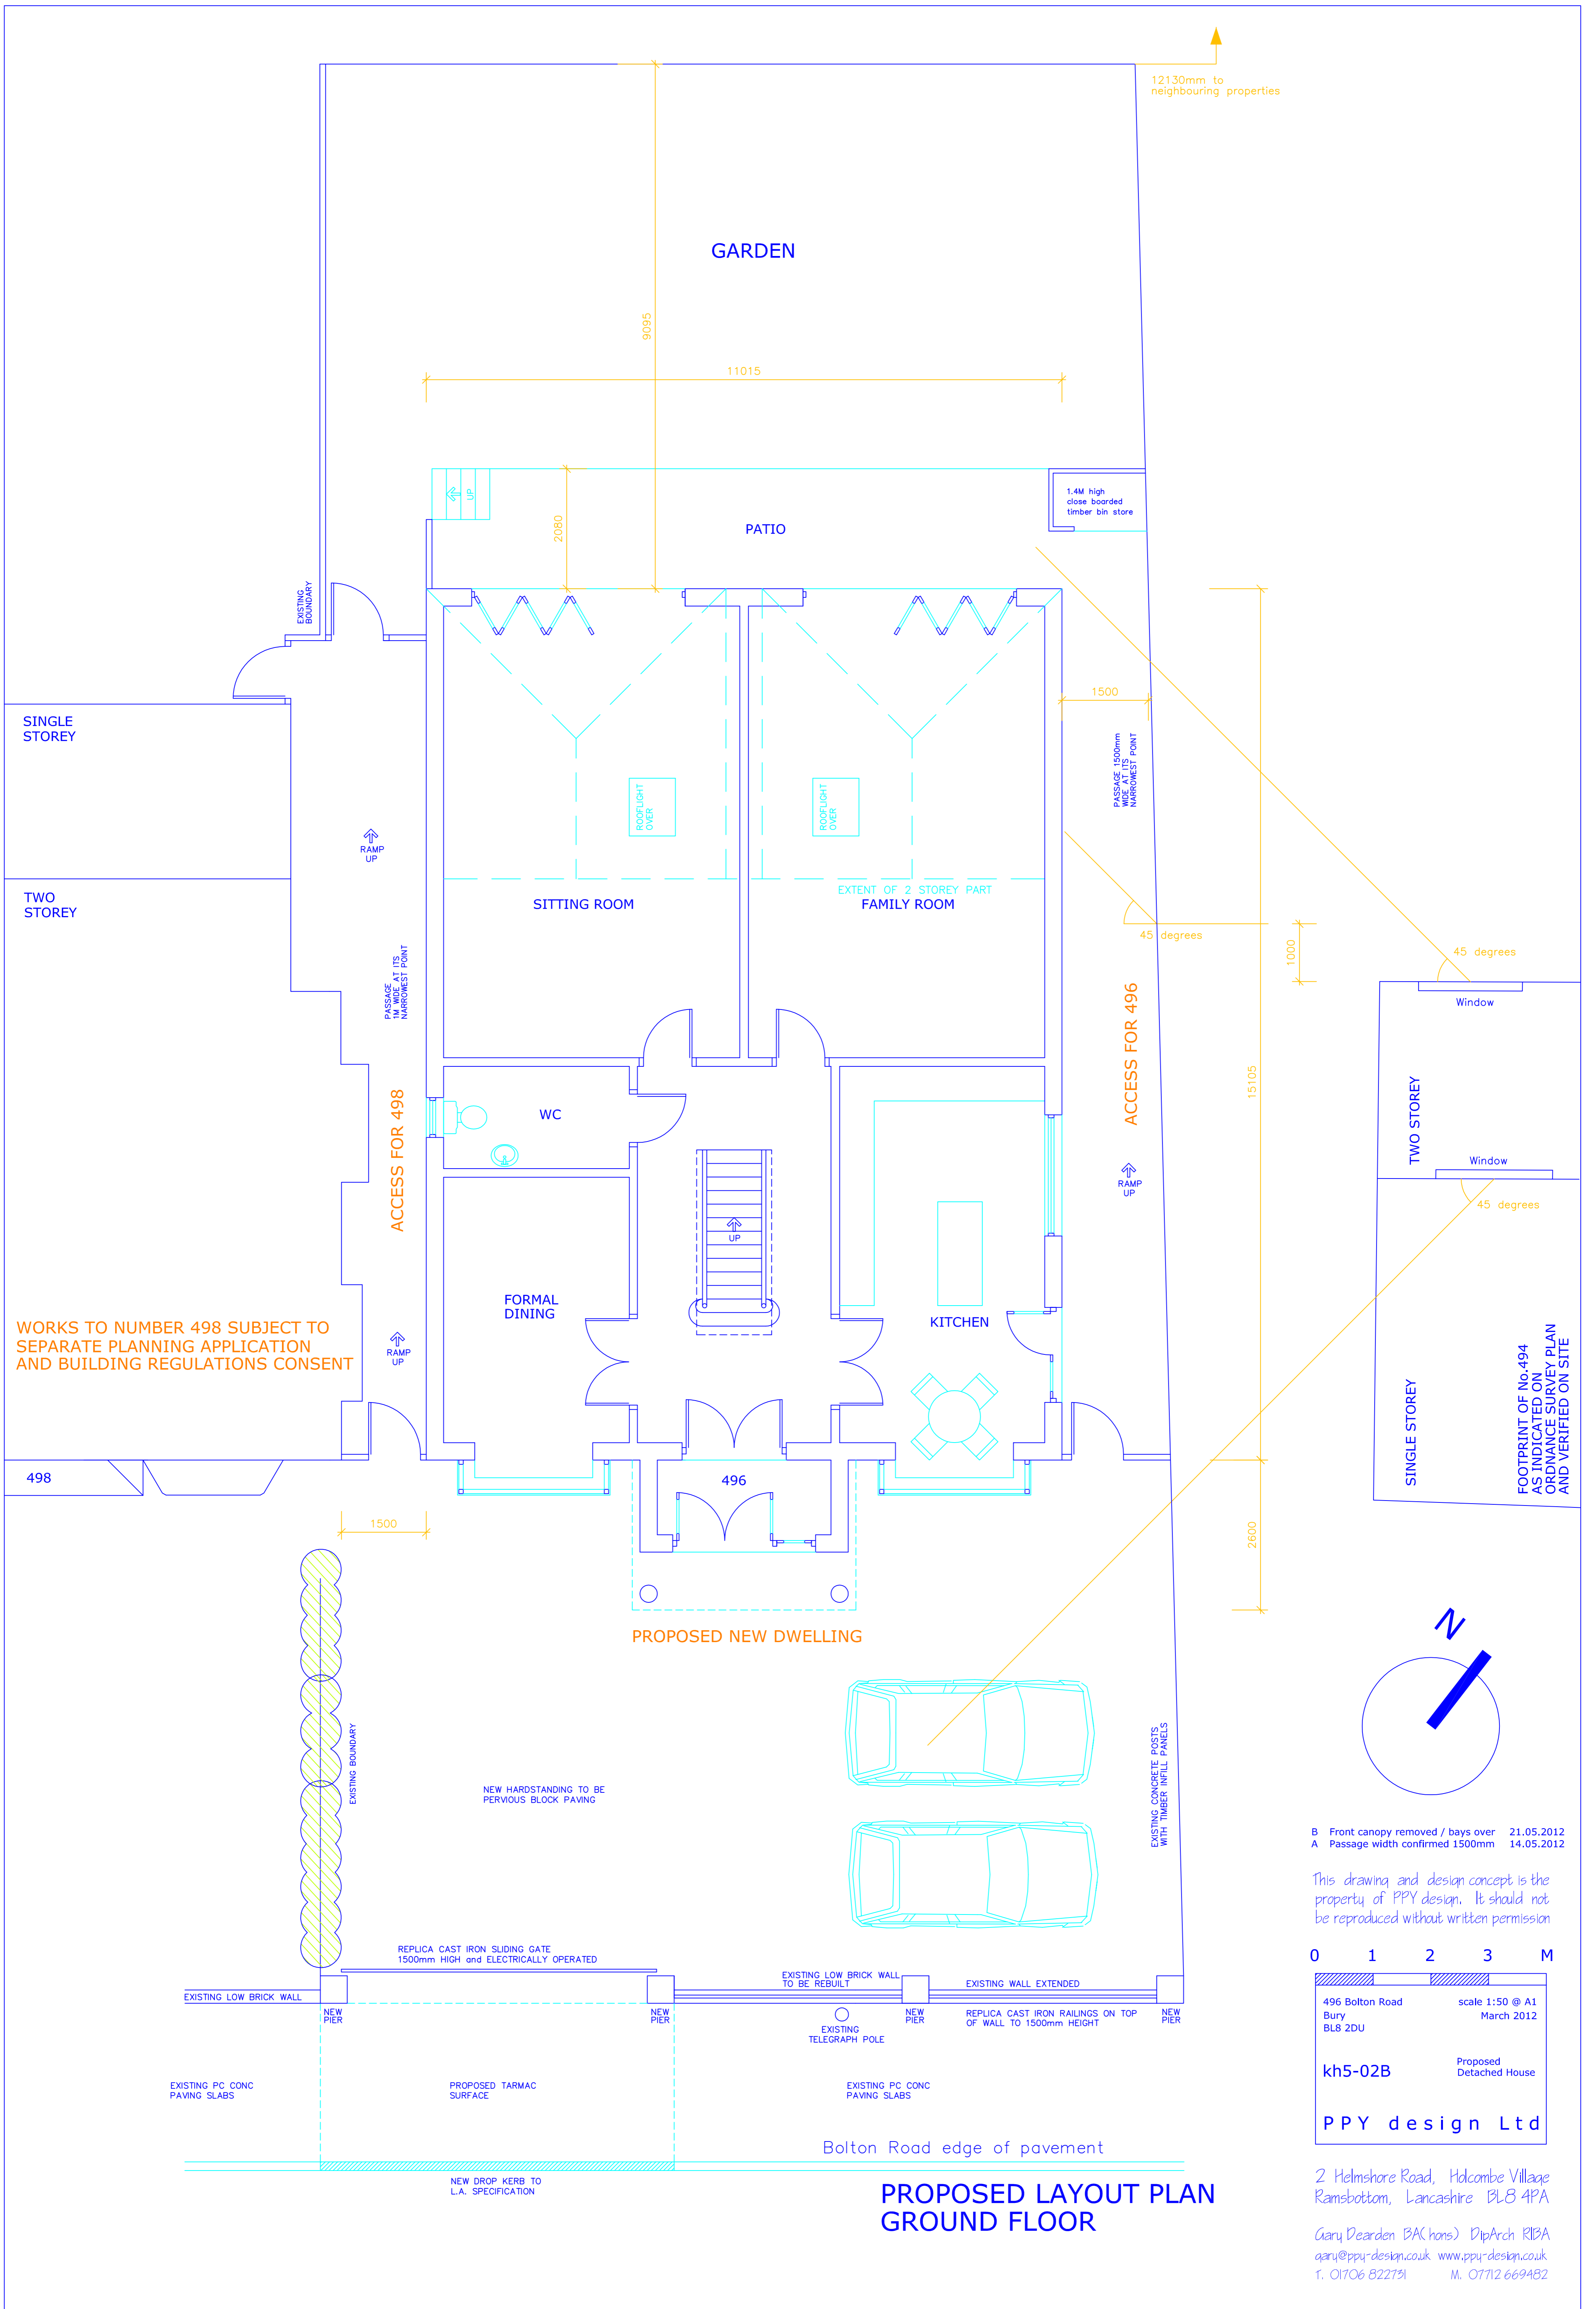 12130mm to
neighbouring properties
GARDEN
9095
11015
1.4M high
close boarded
timber bin store
UP
2080
PATIO
EXISTING
BOUNDARY
1500
SINGLE
STOREY
PASSAGE 1500mm
WIDE AT ITS
NARROWEST POINT
ROOFLIGHT
OVER
ROOFLIGHT
OVER
RAMP
UP
EXTENT OF 2 STOREY PART
TWO
STOREY
SITTING ROOM
FAMILY ROOM
45 degrees
1000
45 degrees
PASSAGE
1M WIDE AT ITS
NARROWEST POINT
Window
ACCESS FOR 496
15105
ACCESS FOR 498
WC
TWO STOREY
Window
RAMP
UP
45 degrees
UP
FORMAL
DINING
KITCHEN
WORKS TO NUMBER 498 SUBJECT TO
SEPARATE PLANNING APPLICATION
AND BUILDING REGULATIONS CONSENT
RAMP
UP
SINGLE STOREY
FOOTPRINT OF No.494
AS INDICATED ON
ORDNANCE SURVEY PLAN
AND VERIFIED ON SITE
498
496
1500
2600
PROPOSED NEW DWELLING
N
EXISTING BOUNDARY
EXISTING CONCRETE POSTS
WITH TIMBER INFILL PANELS
NEW HARDSTANDING TO BE
PERVIOUS BLOCK PAVING
B Front canopy removed / bays over 21.05.2012
A Passage width confirmed 1500mm 14.05.2012
This drawing and design concept is the
property of PPY design. It should not
be reproduced without written permission
REPLICA CAST IRON SLIDING GATE
1500mm HIGH and ELECTRICALLY OPERATED
0 1 2 3 M
EXISTING LOW BRICK WALL
TO BE REBUILT
EXISTING WALL EXTENDED
EXISTING LOW BRICK WALL
NEW
PIER
NEW
PIER
EXISTING
TELEGRAPH POLE
NEW
PIER
REPLICA CAST IRON RAILINGS ON TOP
OF WALL TO 1500mm HEIGHT
NEW
PIER
496 Bolton Road scale 1:50 @ A1
Bury March 2012
BL8 2DU
kh5-02B
Proposed
Detached House
PPY design Ltd
EXISTING PC CONC
PAVING SLABS
PROPOSED TARMAC
SURFACE
EXISTING PC CONC
PAVING SLABS
Bolton Road edge of pavement
NEW DROP KERB TO
L.A. SPECIFICATION
PROPOSED LAYOUT PLAN
GROUND FLOOR
2 Helmshore Road, Holcombe Village
Ramsbottom, Lancashire BL8 4PA
Gary Dearden BA(hons) DipArch RIBA
gary@ppy-design.co.uk www.ppy-design.co.uk
T. 01706 822731 M. 07712 669482